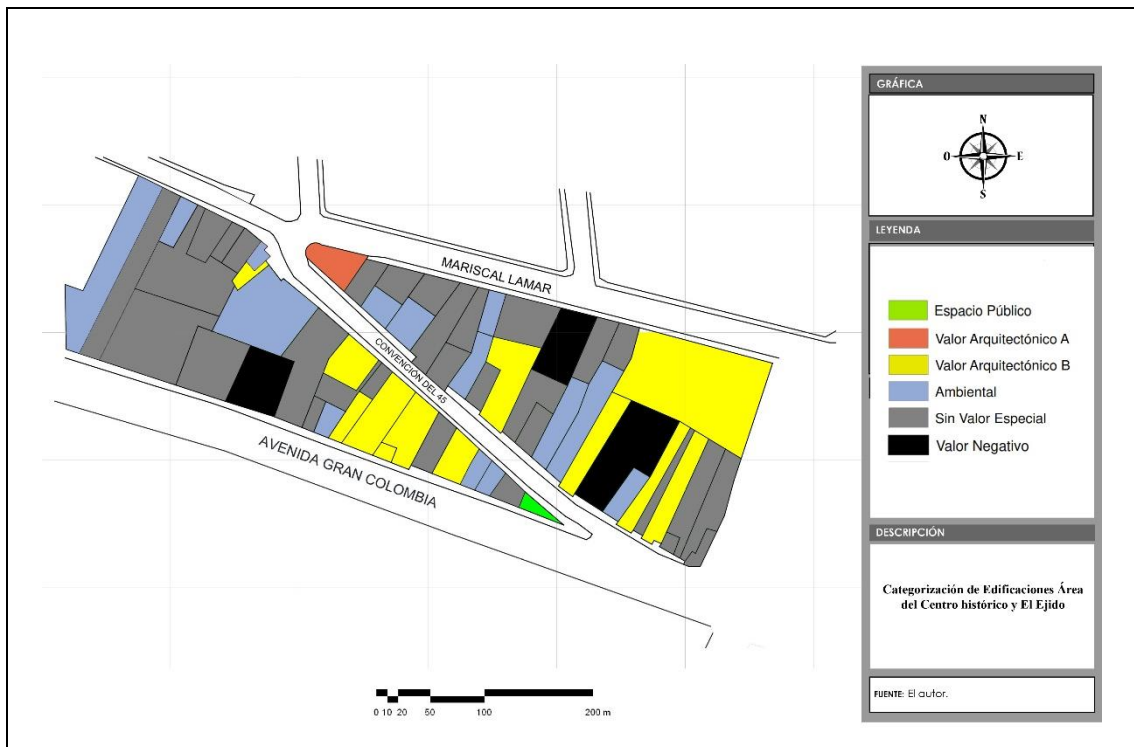 MARISCAL LAMAR
CONVENCIÓN DEL 45
AVENIDA GRAN COLOMBIA
0 10 20 50 100 200 m
GRÁFICA
N
O E
S
LEYENDA
Espacio Público
Valor Arquitectónico A
Valor Arquitectónico B
Ambiental
Sin Valor Especial
Valor Negativo
DESCRIPCIÓN
Categorización de Edificaciones Área
del Centro histórico y El Ejido
FUENTE: El autor.